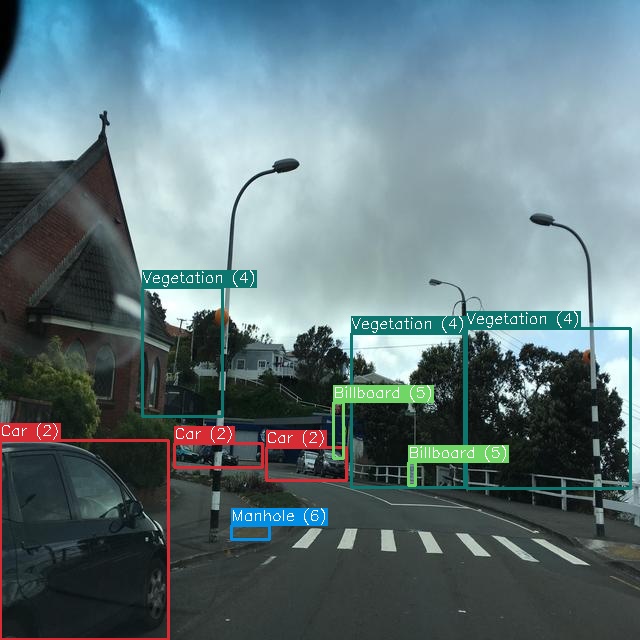 Vegetation (4)
Vegetation (4)
Vegetation (4)
Billboard (5)
Car (2)
Car (2)
Car (2)
Billboard (5)
Manhole (6)